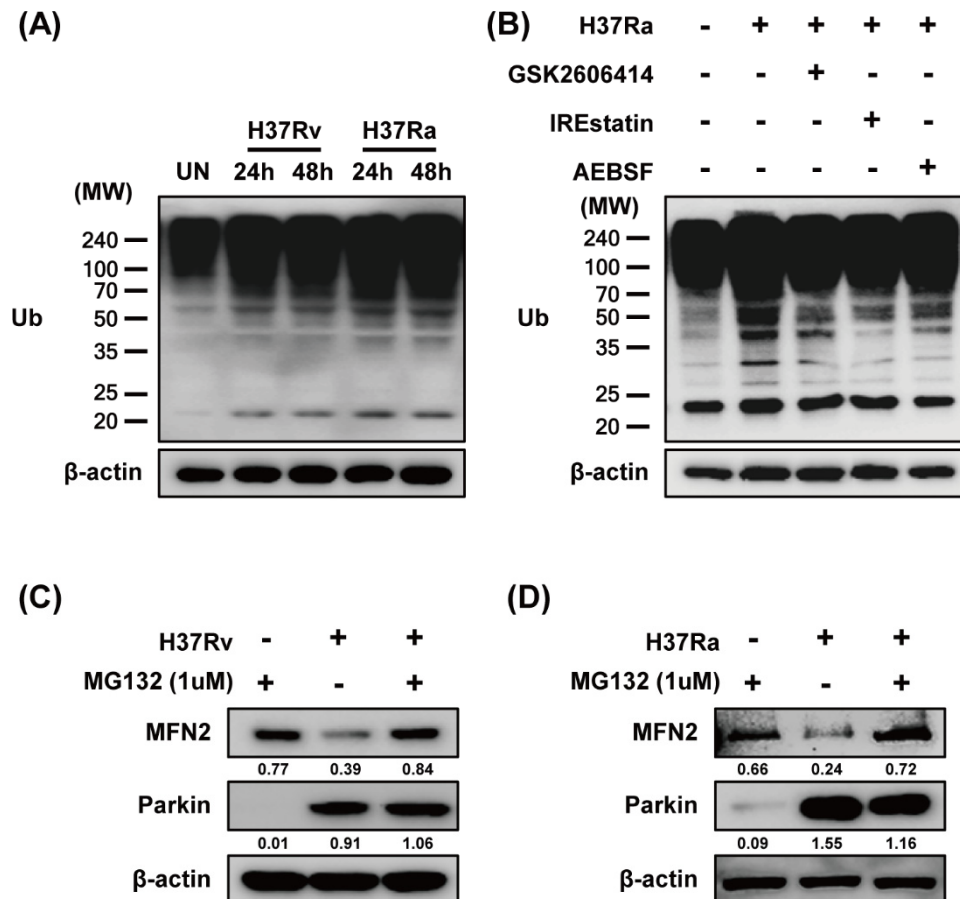 (A)
H37Rv H37Ra
UN 24h 48h 24h 48h
(MW)
240
100
70
50
35
25
20
Ub
β-actin
(B)
H37Ra - + + + +
GSK2606414 - - + - -
IREstatin - - - + -
AEBSF - - - - +
(MW)
240
100
70
50
35
25
20
Ub
β-actin
(C)
H37Rv - + +
MG132 (1uM) + - +
MFN2
0.77 0.39 0.84
Parkin
0.01 0.91 1.06
β-actin
(D)
H37Ra - + +
MG132 (1uM) + - +
MFN2
0.66 0.24 0.72
Parkin
0.09 1.55 1.16
β-actin